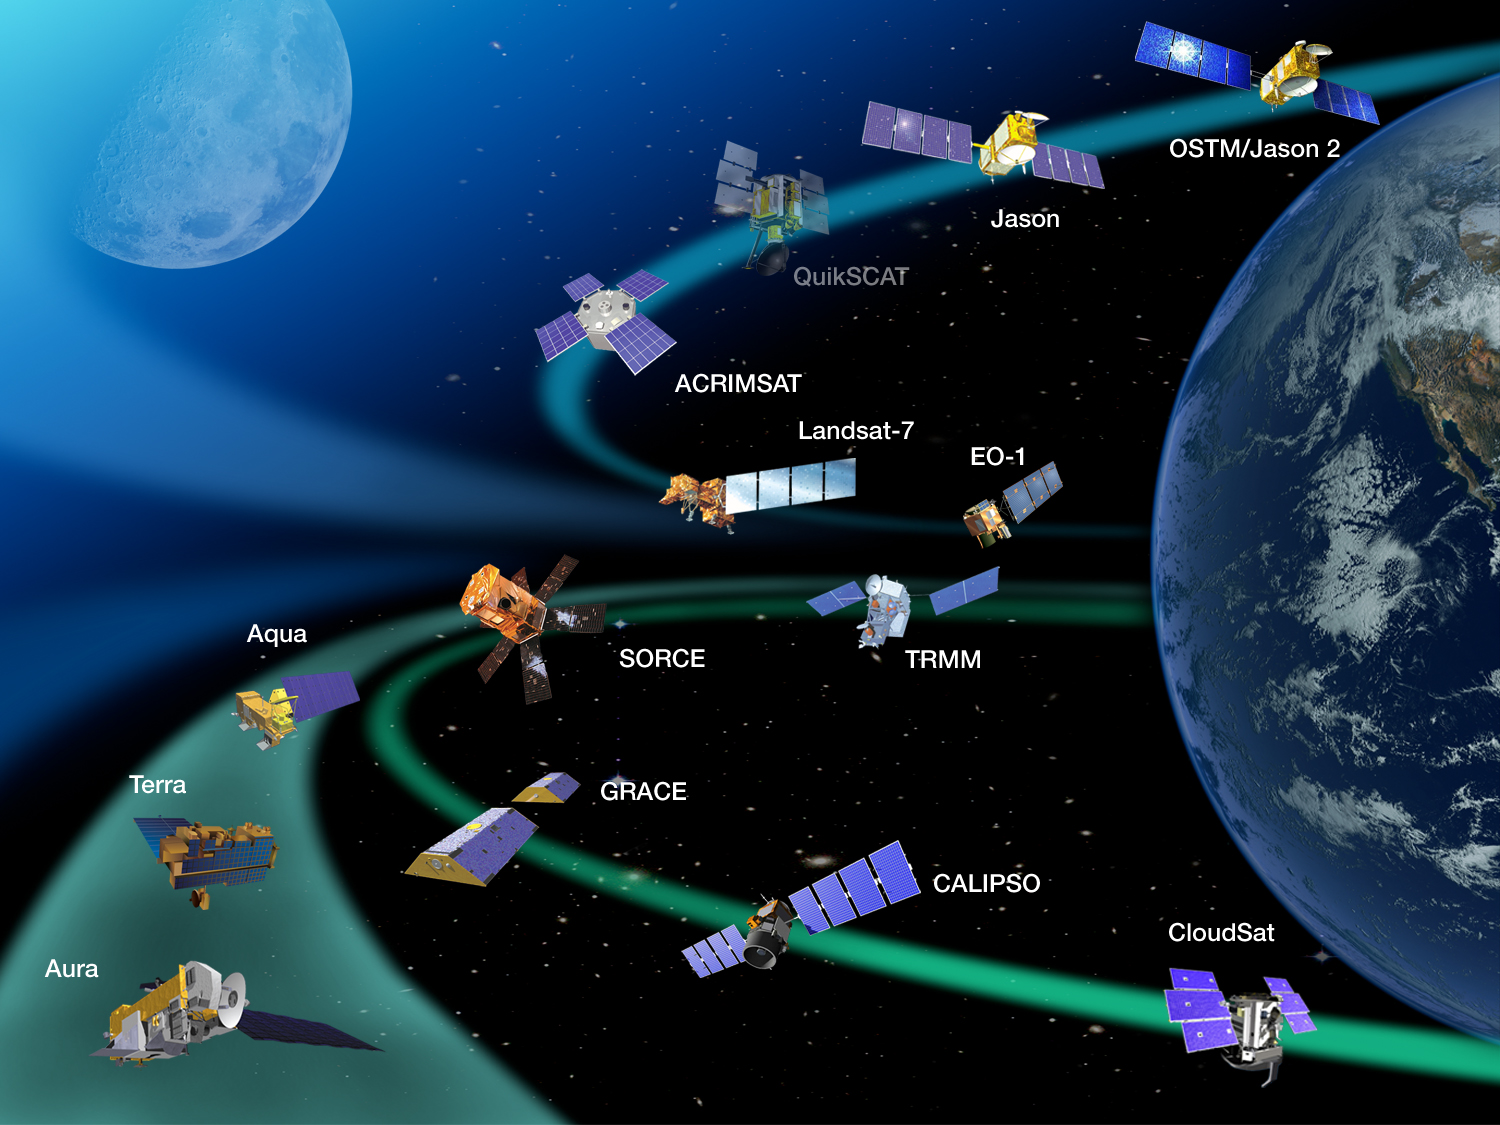 OSTM/Jason 2
Jason
QuikSCAT
ACRIMSAT
Landsat-7
EO-1
Aqua
SORCE
TRMM
Terra
GRACE
CALIPSO
CloudSat
Aura